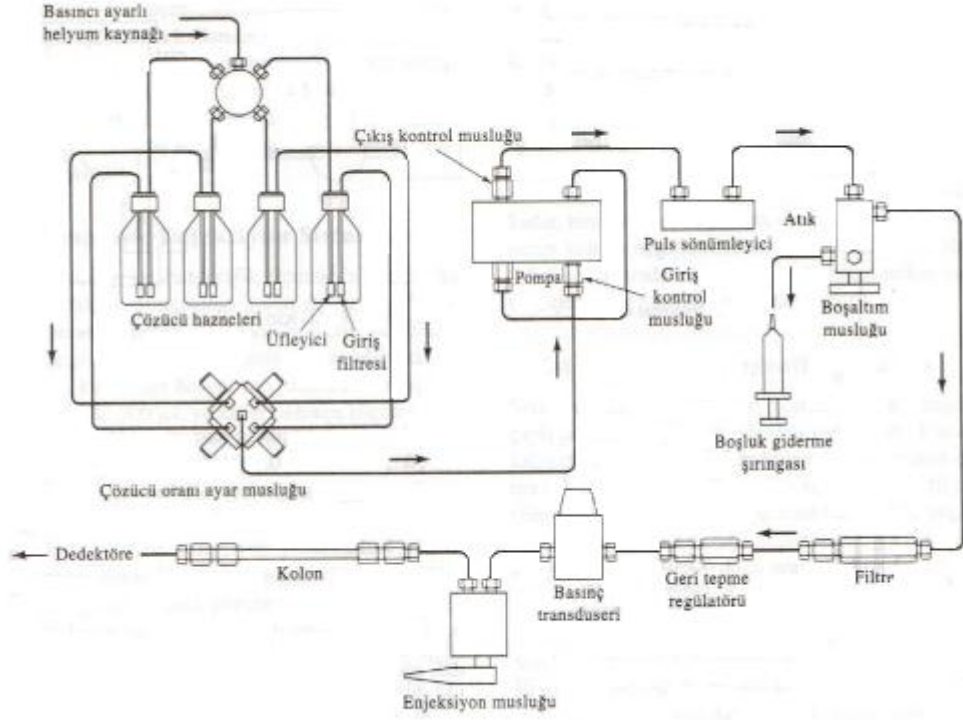 Basıncı ayarlı
helyum kaynağı
Çıkış kontrol musluğu
Puls sönümleyici
Atık
Pompa
Giriş
kontrol
musluğu
Boşaltım
musluğu
Çözücü hazneleri
Üfleyici
Giriş
filtresi
Boşluk giderme
şırıngası
Çözücü oranı ayar musluğu
Dedektöre
Kolon
Basınç
transduseri
Geri tepme
regülatörü
Filtre
Enjeksiyon musluğu